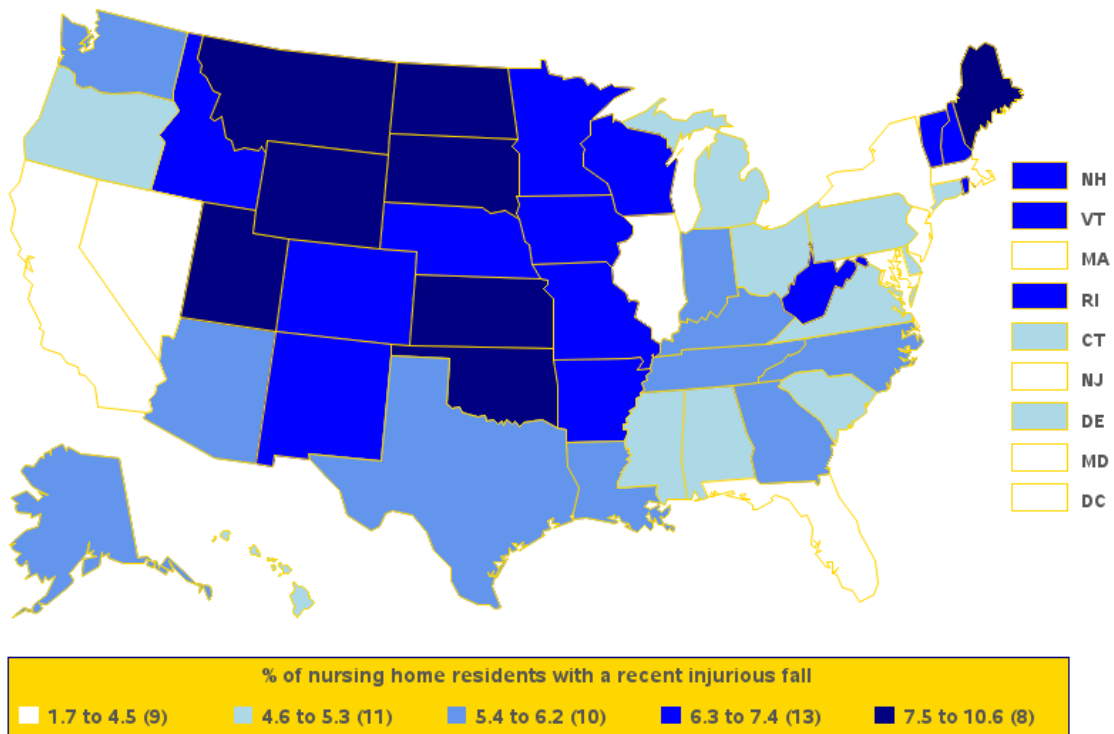 NH
VT
MA
RI
CT
NJ
DE
MD
DC
% of nursing home residents with a recent injurious fall
1.7 to 4.5 (9) 4.6 to 5.3 (11) 5.4 to 6.2 (10) 6.3 to 7.4 (13) 7.5 to 10.6 (8)